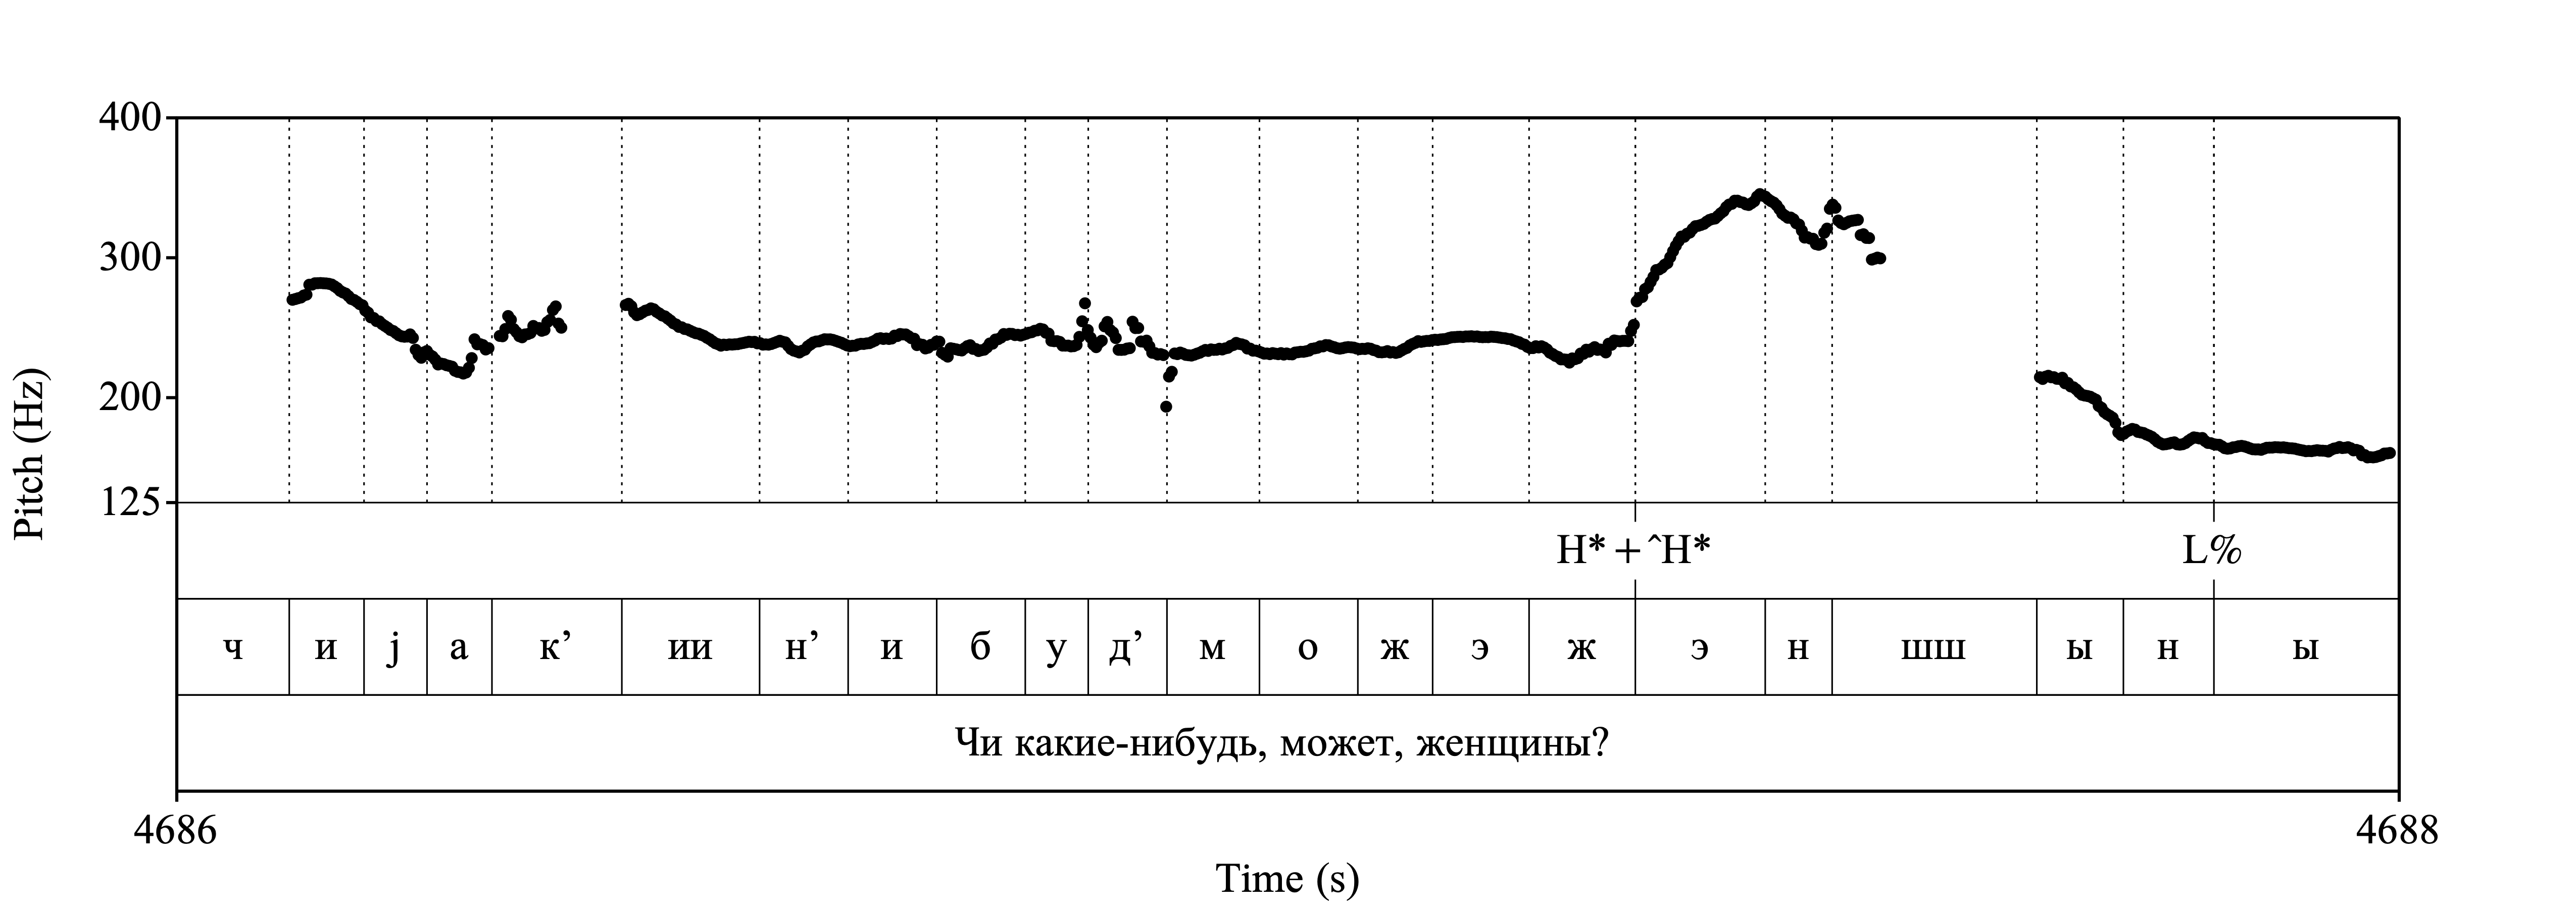 400
300
200
125
Pitch (Hz)
H* + ^H* L%
ч и j а к’ ии н’ и б у д’ м о ж э ж э н шш ы н ы
Чи какие-нибудь, может, женщины?
4686 4688
Time (s)